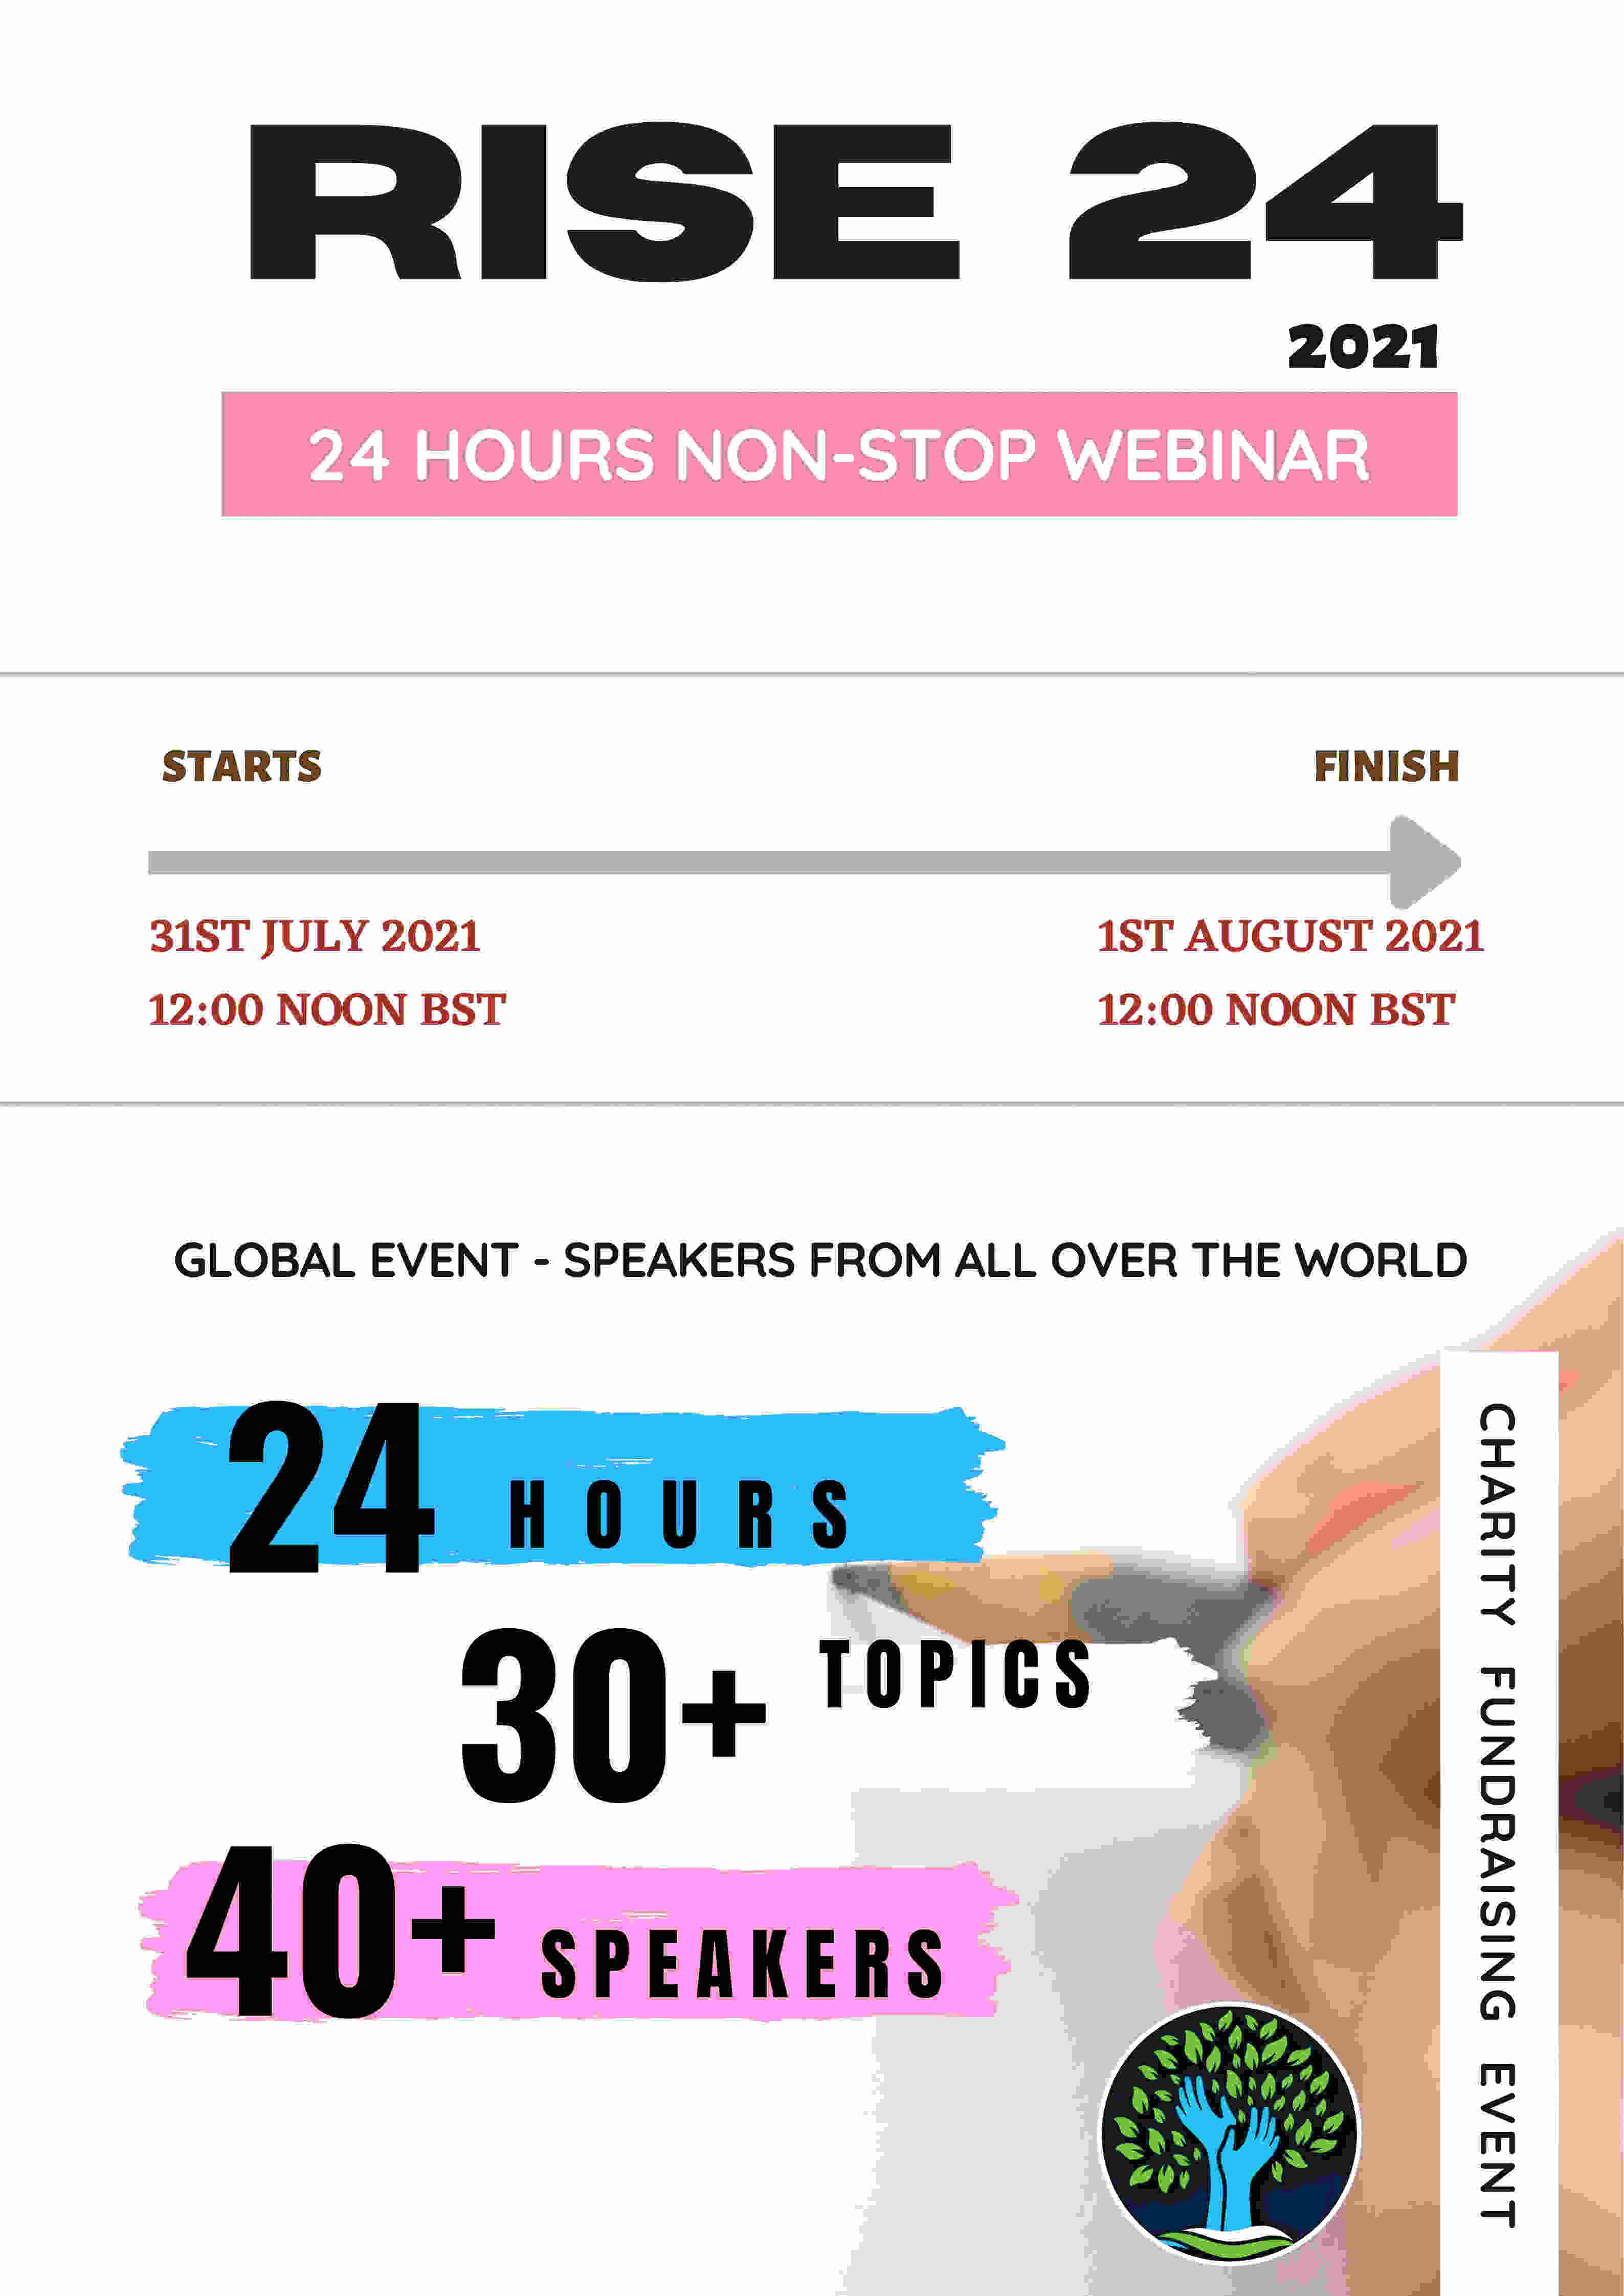 RISE 24
2021
24 HOURS NON-STOP WEBINAR
STARTS
FINISH
31ST JULY 2021
12:00 NOON BST
1ST AUGUST 2021
12:00 NOON BST
GLOBAL EVENT - SPEAKERS FROM ALL OVER THE WORLD
24 HOURS
30+ TOPICS
40+ SPEAKERS
CHARITY FUNDRAISING EVENT